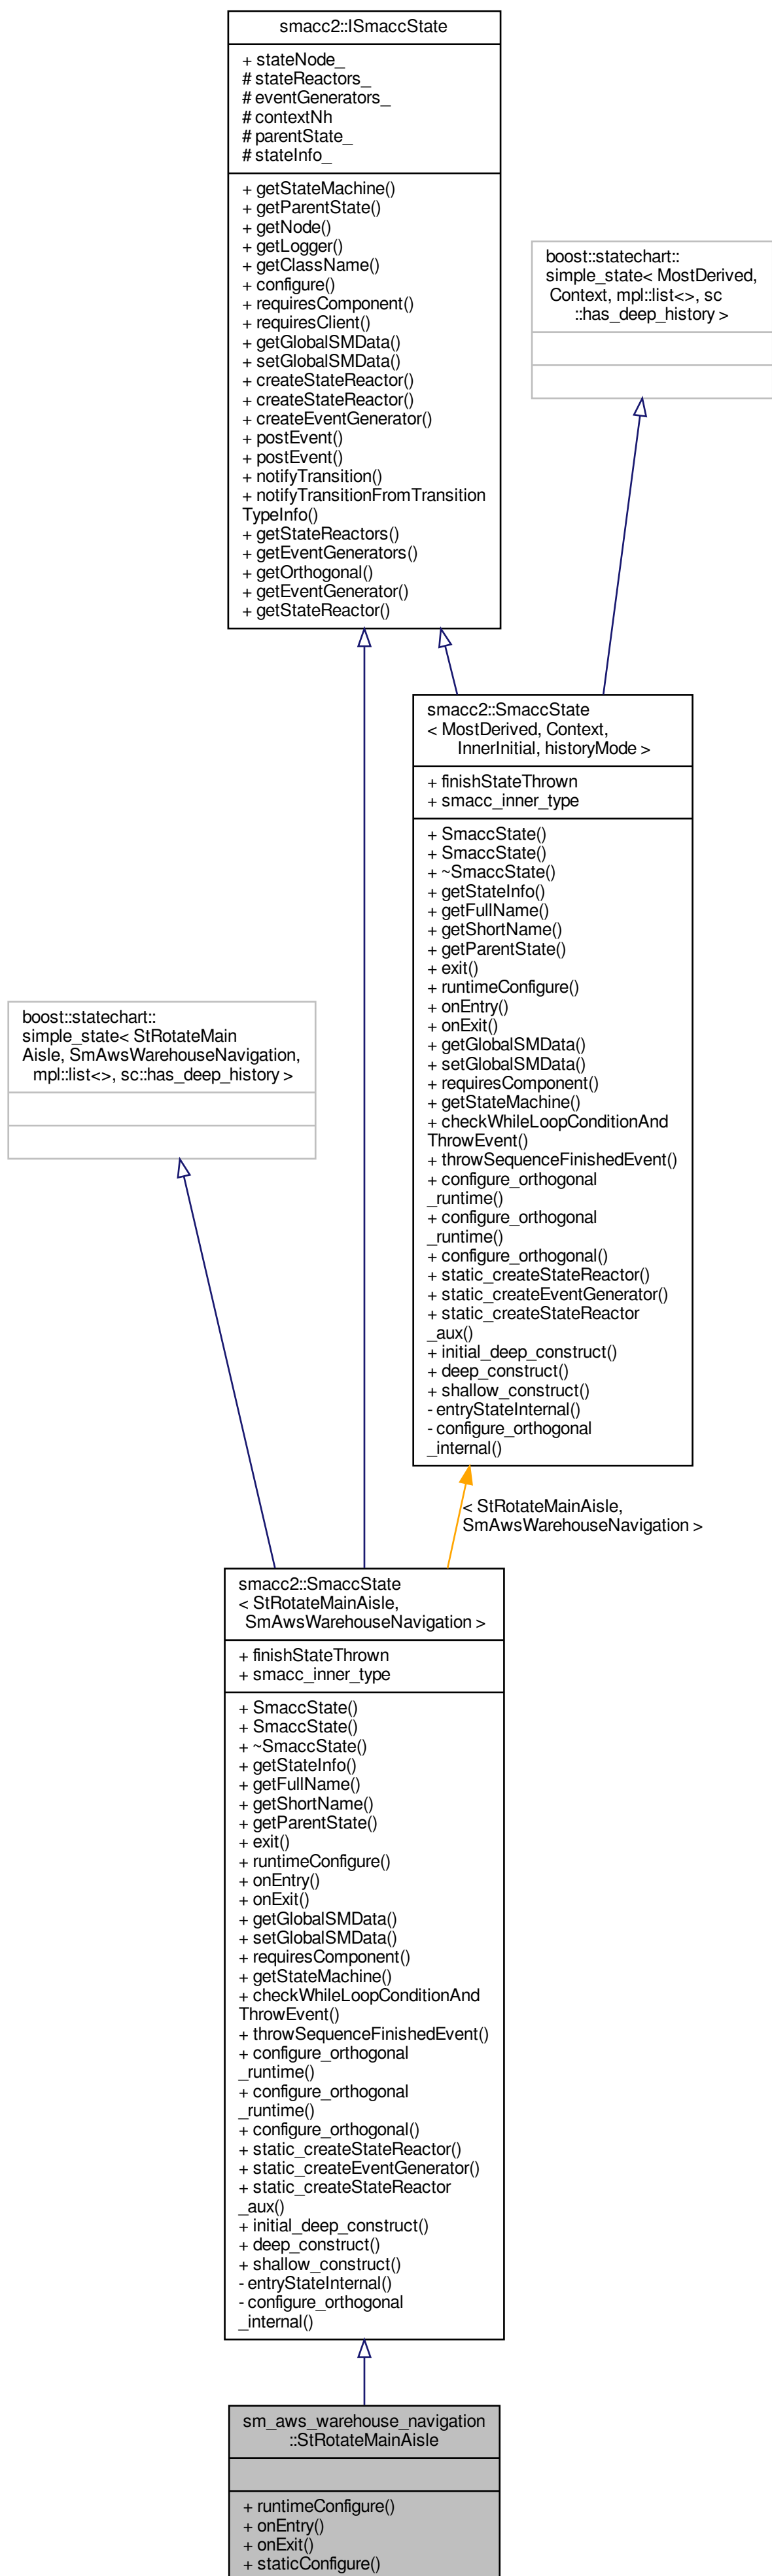 smacc2::ISmaccState
+ stateNode_
# stateReactors_
# eventGenerators_
# contextNh
# parentState_
# stateInfo_
+ getStateMachine()
+ getParentState()
+ getNode()
+ getLogger()
+ getClassName()
+ configure()
+ requiresComponent()
+ requiresClient()
+ getGlobalSMData()
+ setGlobalSMData()
+ createStateReactor()
+ createStateReactor()
+ createEventGenerator()
+ postEvent()
+ postEvent()
+ notifyTransition()
+ notifyTransitionFromTransition
TypeInfo()
+ getStateReactors()
+ getEventGenerators()
+ getOrthogonal()
+ getEventGenerator()
+ getStateReactor()
boost::statechart::
simple_state< MostDerived,
Context, mpl::list<>, sc
::has_deep_history >
smacc2::SmaccState
< MostDerived, Context,
InnerInitial, historyMode >
+ finishStateThrown
+ smacc_inner_type
+ SmaccState()
+ SmaccState()
+ ~SmaccState()
+ getStateInfo()
+ getFullName()
+ getShortName()
+ getParentState()
+ exit()
+ runtimeConfigure()
+ onEntry()
+ onExit()
+ getGlobalSMData()
+ setGlobalSMData()
+ requiresComponent()
+ getStateMachine()
+ checkWhileLoopConditionAnd
ThrowEvent()
+ throwSequenceFinishedEvent()
+ configure_orthogonal
_runtime()
+ configure_orthogonal
_runtime()
+ configure_orthogonal()
+ static_createStateReactor()
+ static_createEventGenerator()
+ static_createStateReactor
_aux()
+ initial_deep_construct()
+ deep_construct()
+ shallow_construct()
- entryStateInternal()
- configure_orthogonal
_internal()
boost::statechart::
simple_state< StRotateMain
Aisle, SmAwsWarehouseNavigation,
mpl::list<>, sc::has_deep_history >
< StRotateMainAisle,
SmAwsWarehouseNavigation >
smacc2::SmaccState
< StRotateMainAisle,
SmAwsWarehouseNavigation >
+ finishStateThrown
+ smacc_inner_type
+ SmaccState()
+ SmaccState()
+ ~SmaccState()
+ getStateInfo()
+ getFullName()
+ getShortName()
+ getParentState()
+ exit()
+ runtimeConfigure()
+ onEntry()
+ onExit()
+ getGlobalSMData()
+ setGlobalSMData()
+ requiresComponent()
+ getStateMachine()
+ checkWhileLoopConditionAnd
ThrowEvent()
+ throwSequenceFinishedEvent()
+ configure_orthogonal
_runtime()
+ configure_orthogonal
_runtime()
+ configure_orthogonal()
+ static_createStateReactor()
+ static_createEventGenerator()
+ static_createStateReactor
_aux()
+ initial_deep_construct()
+ deep_construct()
+ shallow_construct()
- entryStateInternal()
- configure_orthogonal
_internal()
sm_aws_warehouse_navigation
::StRotateMainAisle
+ runtimeConfigure()
+ onEntry()
+ onExit()
+ staticConfigure()